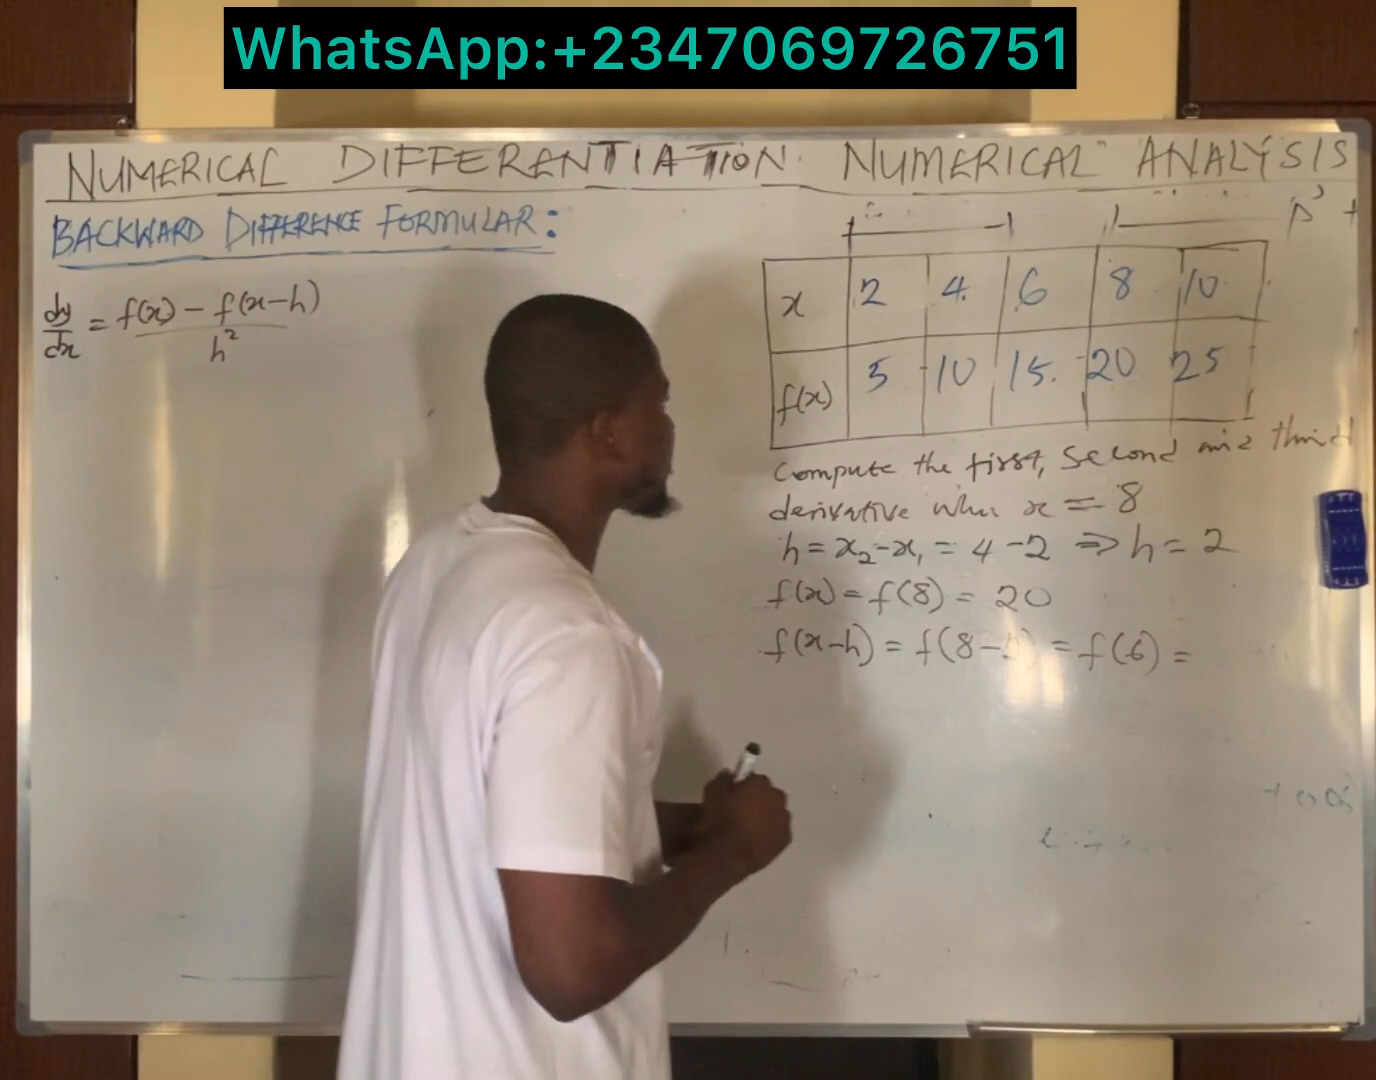 WhatsApp:+2347069726751
NUMERICAL DIFFERENTIATION. NUMERICAL ANALYSIS
BACKWARD DIFFERENCE FORMULAR:
dy/dx = f(x) - f(x-h) / h²
x 2 4 6 8 10
f(x) 5 10 15 20 25
Compute the first, second and third
derivative when x = 8
h = x₂ - x₁ = 4 - 2 ⇒ h = 2
f(x) = f(8) = 20
f(x-h) = f(8- ) = f(6) =